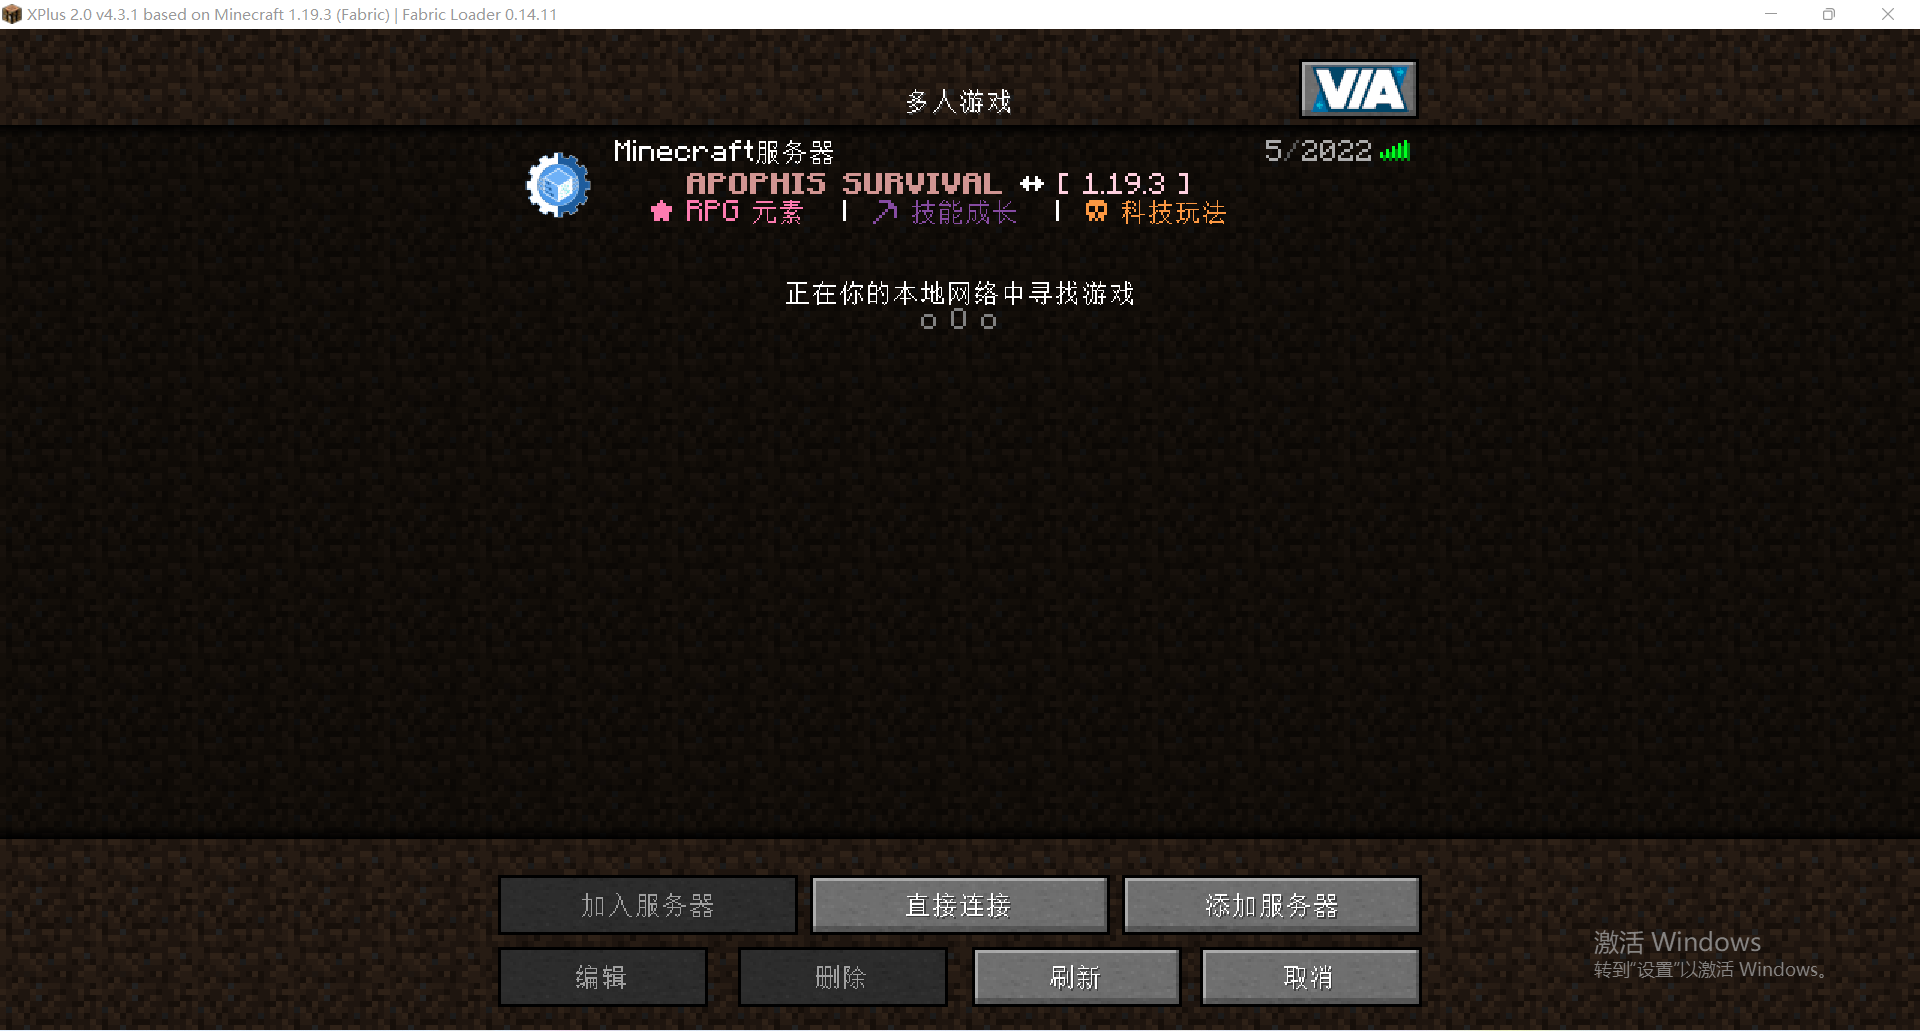 XPlus 2.0 v4.3.1 based on Minecraft 1.19.3 (Fabric) | Fabric Loader 0.14.11
多人游戏
VIA
Minecraft服务器 5/2022
APOPHIS SURVIVAL ↔ [ 1.19.3 ]
★ RPG 元素 | ⛏ 技能成长 | ☠ 科技玩法
正在你的本地网络中寻找游戏
o O o
加入服务器 直接连接 添加服务器
编辑 删除 刷新 取消
激活 Windows
转到“设置”以激活 Windows。